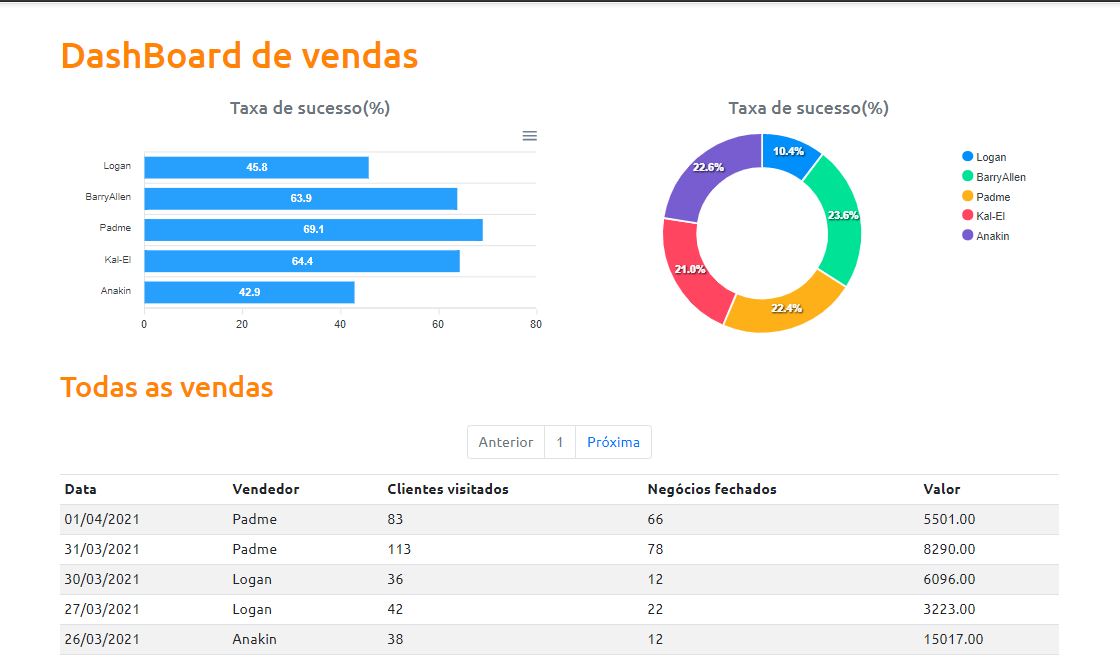 DashBoard de vendas
Taxa de sucesso(%)
Logan 45.8
BarryAllen 63.9
Padme 69.1
Kal-El 64.4
Anakin 42.9
0 20 40 60 80
Taxa de sucesso(%)
10.4%
23.6%
22.4%
21.0%
22.6%
Logan
BarryAllen
Padme
Kal-El
Anakin
Todas as vendas
Anterior 1 Próxima
Data Vendedor Clientes visitados Negócios fechados Valor
01/04/2021 Padme 83 66 5501.00
31/03/2021 Padme 113 78 8290.00
30/03/2021 Logan 36 12 6096.00
27/03/2021 Logan 42 22 3223.00
26/03/2021 Anakin 38 12 15017.00